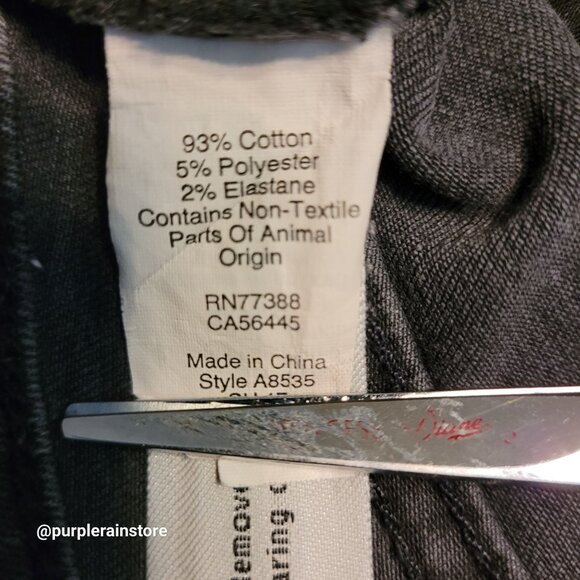 93% Cotton
5% Polyester
2% Elastane
Contains Non-Textile
Parts Of Animal
Origin
RN77388
CA56445
Made in China
Style A8535
@purplerainstore